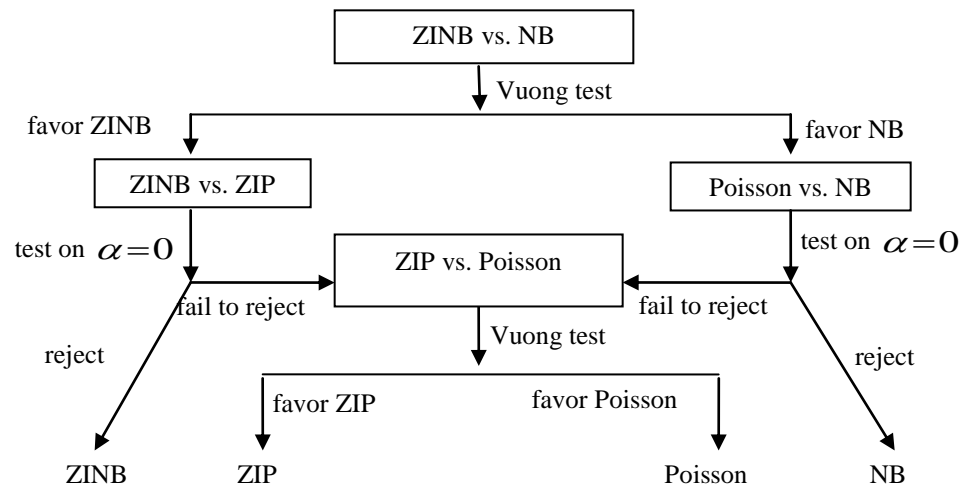 ZINB vs. NB
Vuong test
favor ZINB
favor NB
ZINB vs. ZIP
Poisson vs. NB
test on α=0
ZIP vs. Poisson
test on α=0
fail to reject
fail to reject
reject
Vuong test
reject
favor ZIP
favor Poisson
ZINB
ZIP
Poisson
NB